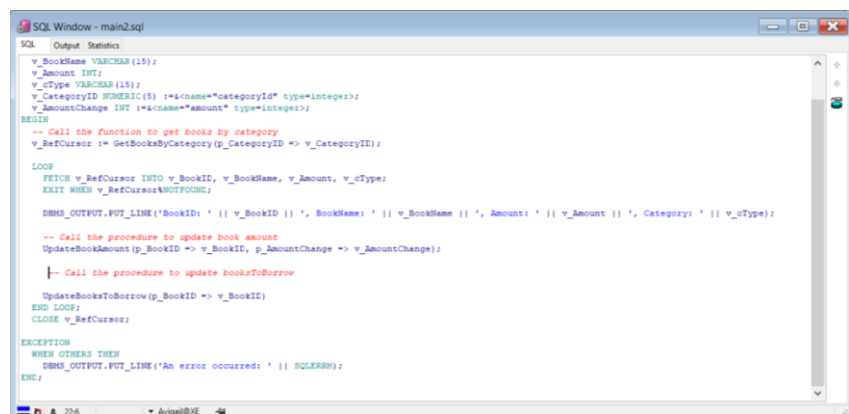 SQL Window - main2.sql
SQL Output Statistics
v_BookName VARCHAR(15);
v_Amount INT;
v_cType VARCHAR(15);
v_CategoryID NUMERIC(5) :=&<name="categoryId" type=integer>;
v_AmountChange INT :=&<name="amount" type=integer>;
BEGIN
-- Call the function to get books by category
v_RefCursor := GetBooksByCategory(p_CategoryID => v_CategoryID);
LOOP
FETCH v_RefCursor INTO v_BookID, v_BookName, v_Amount, v_cType;
EXIT WHEN v_RefCursor%NOTFOUND;
DBMS_OUTPUT.PUT_LINE('BookID: ' || v_BookID || ', BookName: ' || v_BookName || ', Amount: ' || v_Amount || ', Category: ' || v_cType);
-- Call the procedure to update book amount
UpdateBookAmount(p_BookID => v_BookID, p_AmountChange => v_AmountChange);
-- Call the procedure to update booksToBorrow
UpdateBooksToBorrow(p_BookID => v_BookID)
END LOOP;
CLOSE v_RefCursor;
EXCEPTION
WHEN OTHERS THEN
DBMS_OUTPUT.PUT_LINE('An error occurred: ' || SQLERRM);
END;
22:6 Avigail@XE